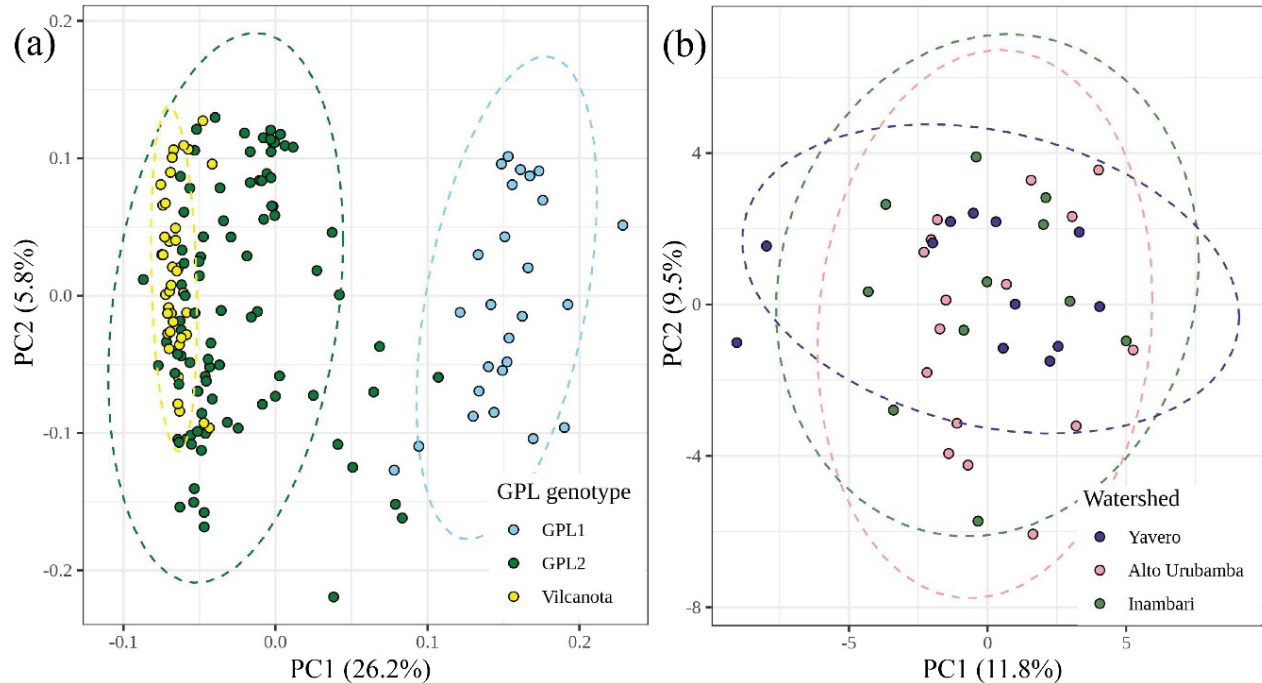 (a)
0.2
0.1
0.0
-0.1
-0.2
PC2 (5.8%)
-0.1
0.0
0.1
0.2
PC1 (26.2%)
GPL genotype
GPL1
GPL2
Vilcanota
(b)
4
0
-4
-8
PC2 (9.5%)
-5
0
5
PC1 (11.8%)
Watershed
Yavero
Alto Urubamba
Inambari